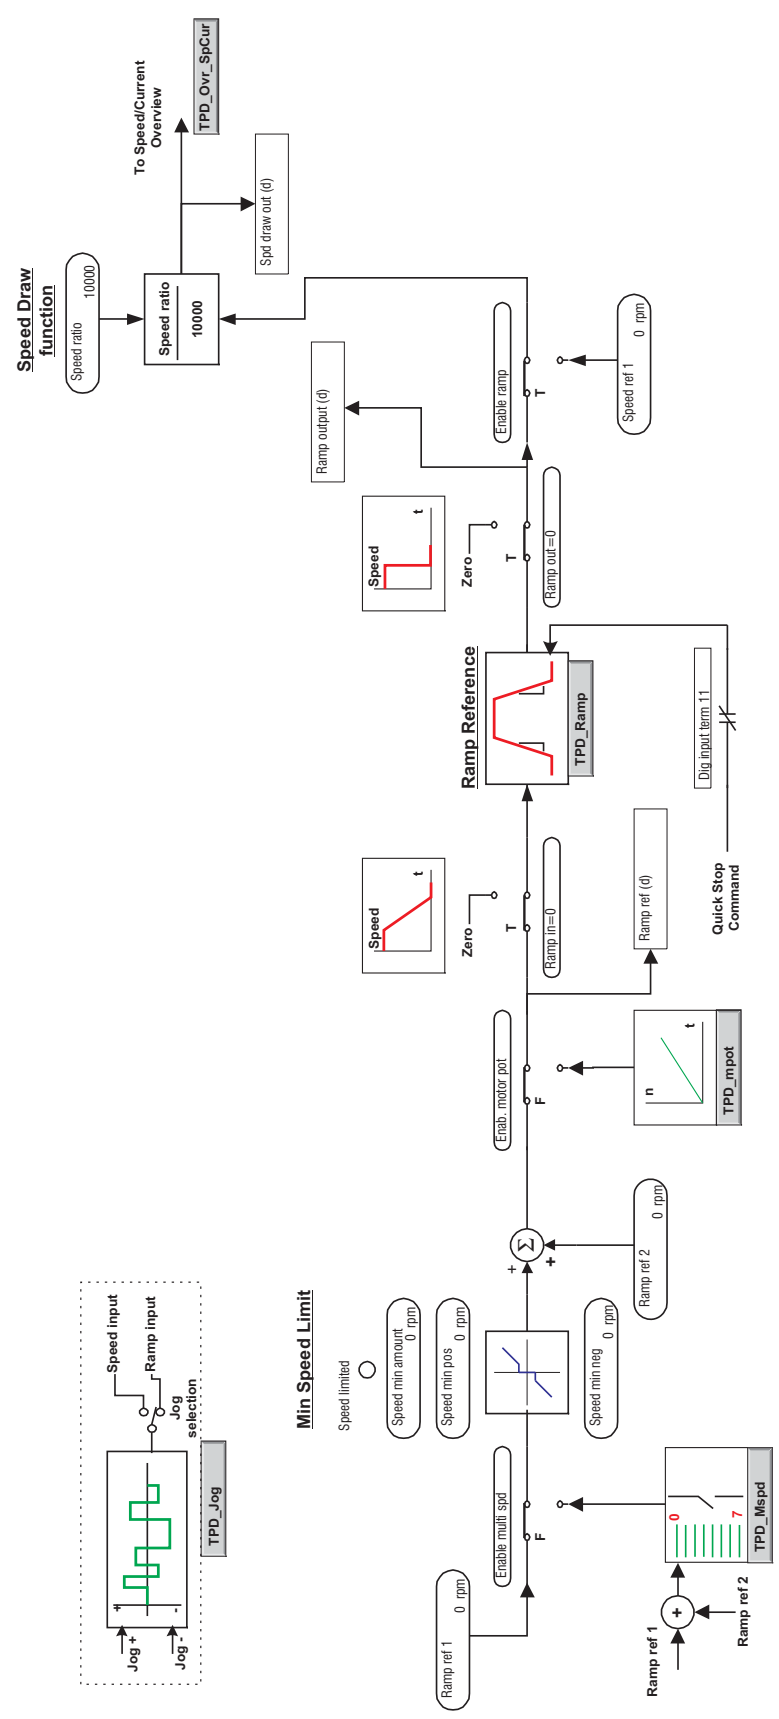 Jog +
Jog -
+
-
TPD_Jog
Jog
selection
Speed input
Ramp input
Min Speed Limit
Speed limited
Speed min amount
0 rpm
Speed min pos
0 rpm
Speed min neg
0 rpm
Ramp ref 1
0 rpm
Enable multi spd
F
Ramp ref 1
Ramp ref 2
+
0
7
TPD_Mspd
+
+
Σ
Ramp ref 2
0 rpm
Enab. motor pot
F
n
t
TPD_mpot
Ramp ref (d)
Speed
t
Zero
T
Ramp in=0
Quick Stop
Command
Dig input term 11
Ramp Reference
TPD_Ramp
Speed
t
Zero
T
Ramp out=0
Ramp output (d)
Enable ramp
T
Speed ref 1
0 rpm
Speed Draw
function
Speed ratio
10000
Speed ratio
10000
Spd draw out (d)
To Speed/Current
Overview
TPD_Ovr_SpCur